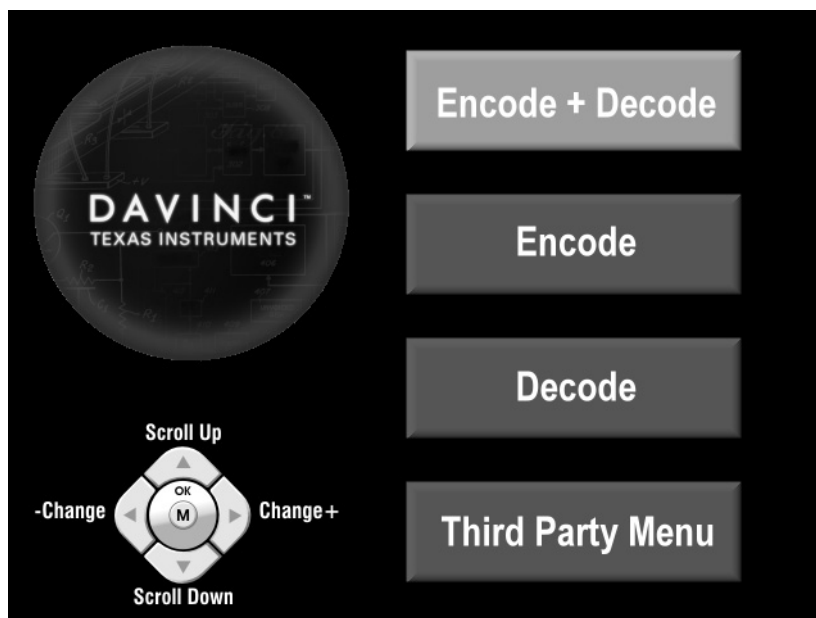 DAVINCI™
TEXAS INSTRUMENTS
Encode + Decode
Encode
Decode
Third Party Menu
Scroll Up
-Change
OK
M
Change+
Scroll Down